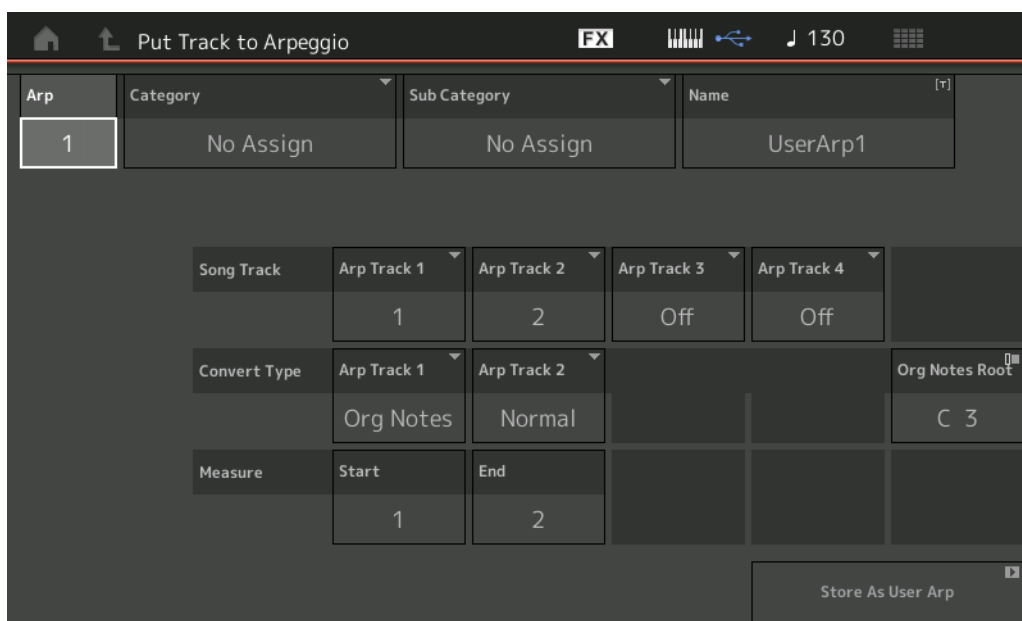 Put Track to Arpeggio FX ♩ 130
Arp Category Sub Category Name [T]
1 No Assign No Assign UserArp1
Song Track Arp Track 1 Arp Track 2 Arp Track 3 Arp Track 4
1 2 Off Off
Convert Type Arp Track 1 Arp Track 2 Org Notes Root
Org Notes Normal C 3
Measure Start End
1 2
Store As User Arp